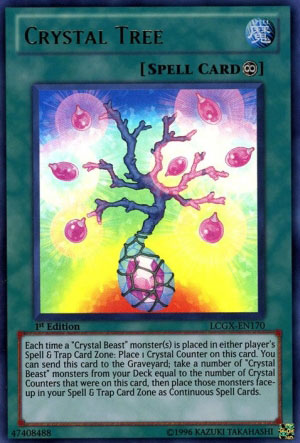 CRYSTAL TREE
魔
[SPELL CARD]
1st Edition
LCGX-EN170
Each time a "Crystal Beast" monster(s) is placed in either player's
Spell & Trap Card Zone: Place 1 Crystal Counter on this card. You
can send this card to the Graveyard; take a number of "Crystal
Beast" monsters from your Deck equal to the number of Crystal
Counters that were on this card, then place those monsters face-
up in your Spell & Trap Card Zone as Continuous Spell Cards.
47408488
©1996 KAZUKI TAKAHASHI